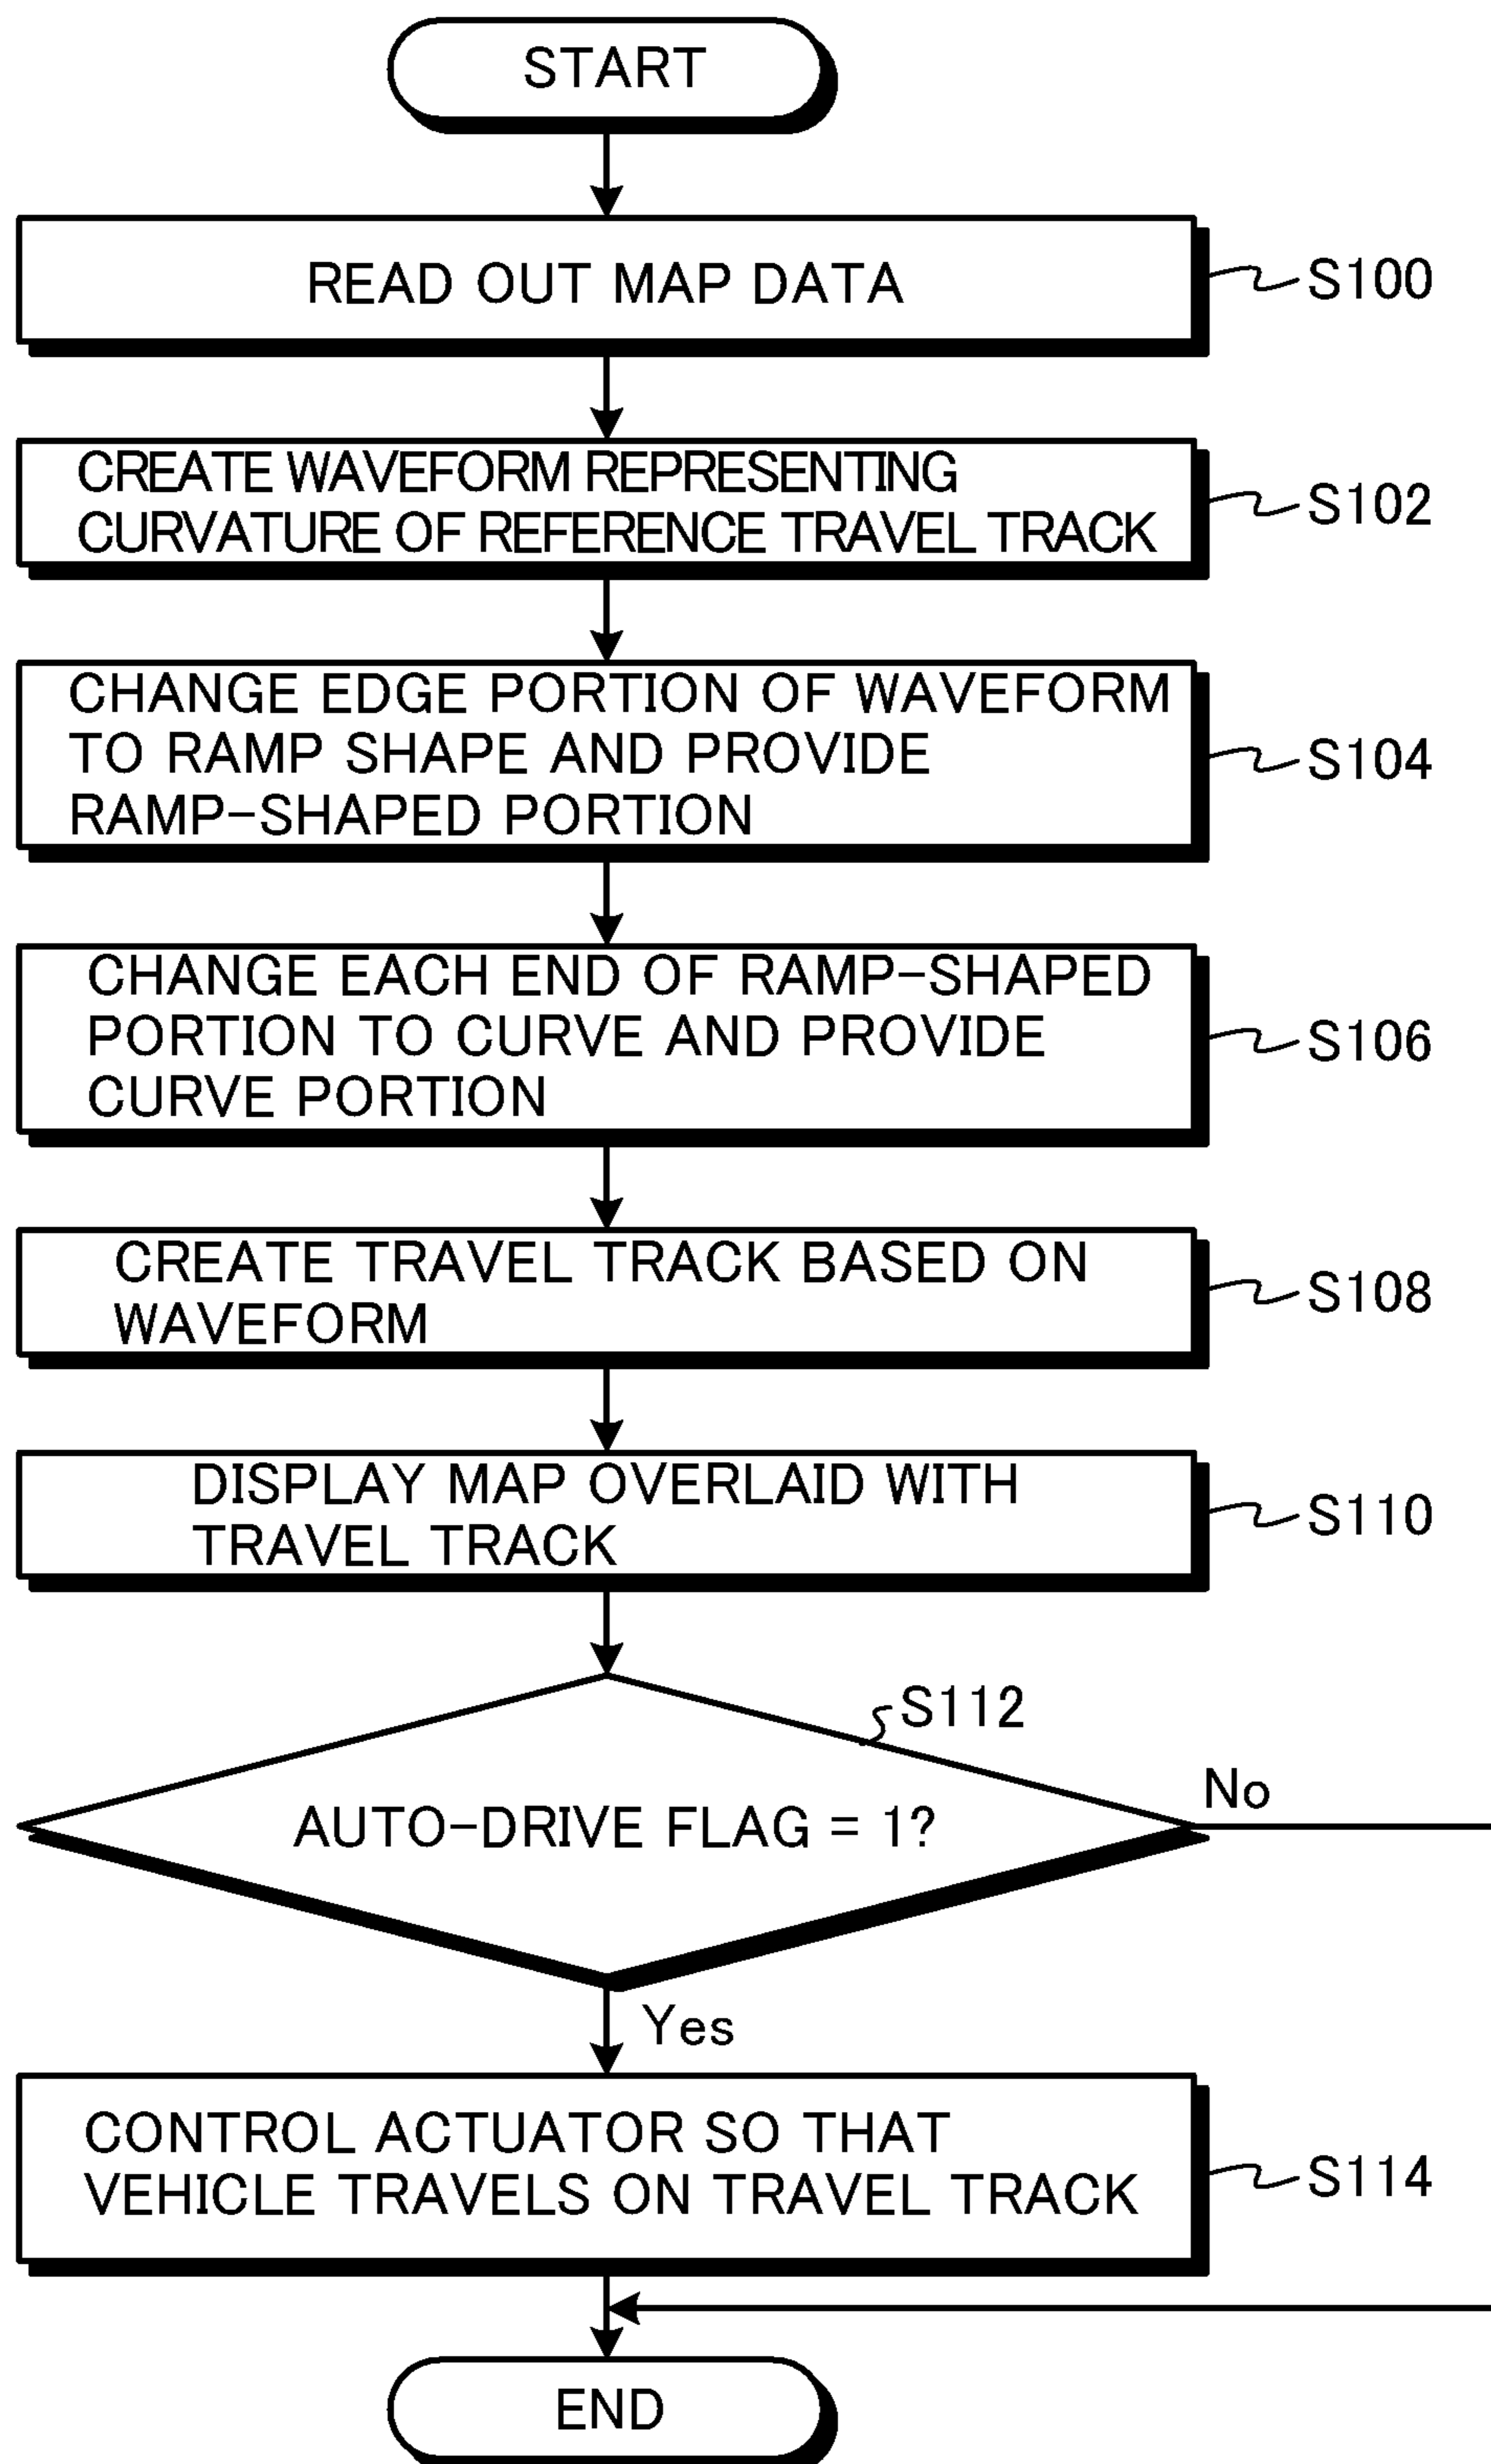 START
READ OUT MAP DATA
S100
CREATE WAVEFORM REPRESENTING
CURVATURE OF REFERENCE TRAVEL TRACK
S102
CHANGE EDGE PORTION OF WAVEFORM
TO RAMP SHAPE AND PROVIDE
RAMP-SHAPED PORTION
S104
CHANGE EACH END OF RAMP-SHAPED
PORTION TO CURVE AND PROVIDE
CURVE PORTION
S106
CREATE TRAVEL TRACK BASED ON
WAVEFORM
S108
DISPLAY MAP OVERLAID WITH
TRAVEL TRACK
S110
S112
AUTO-DRIVE FLAG = 1?
No
Yes
CONTROL ACTUATOR SO THAT
VEHICLE TRAVELS ON TRAVEL TRACK
S114
END